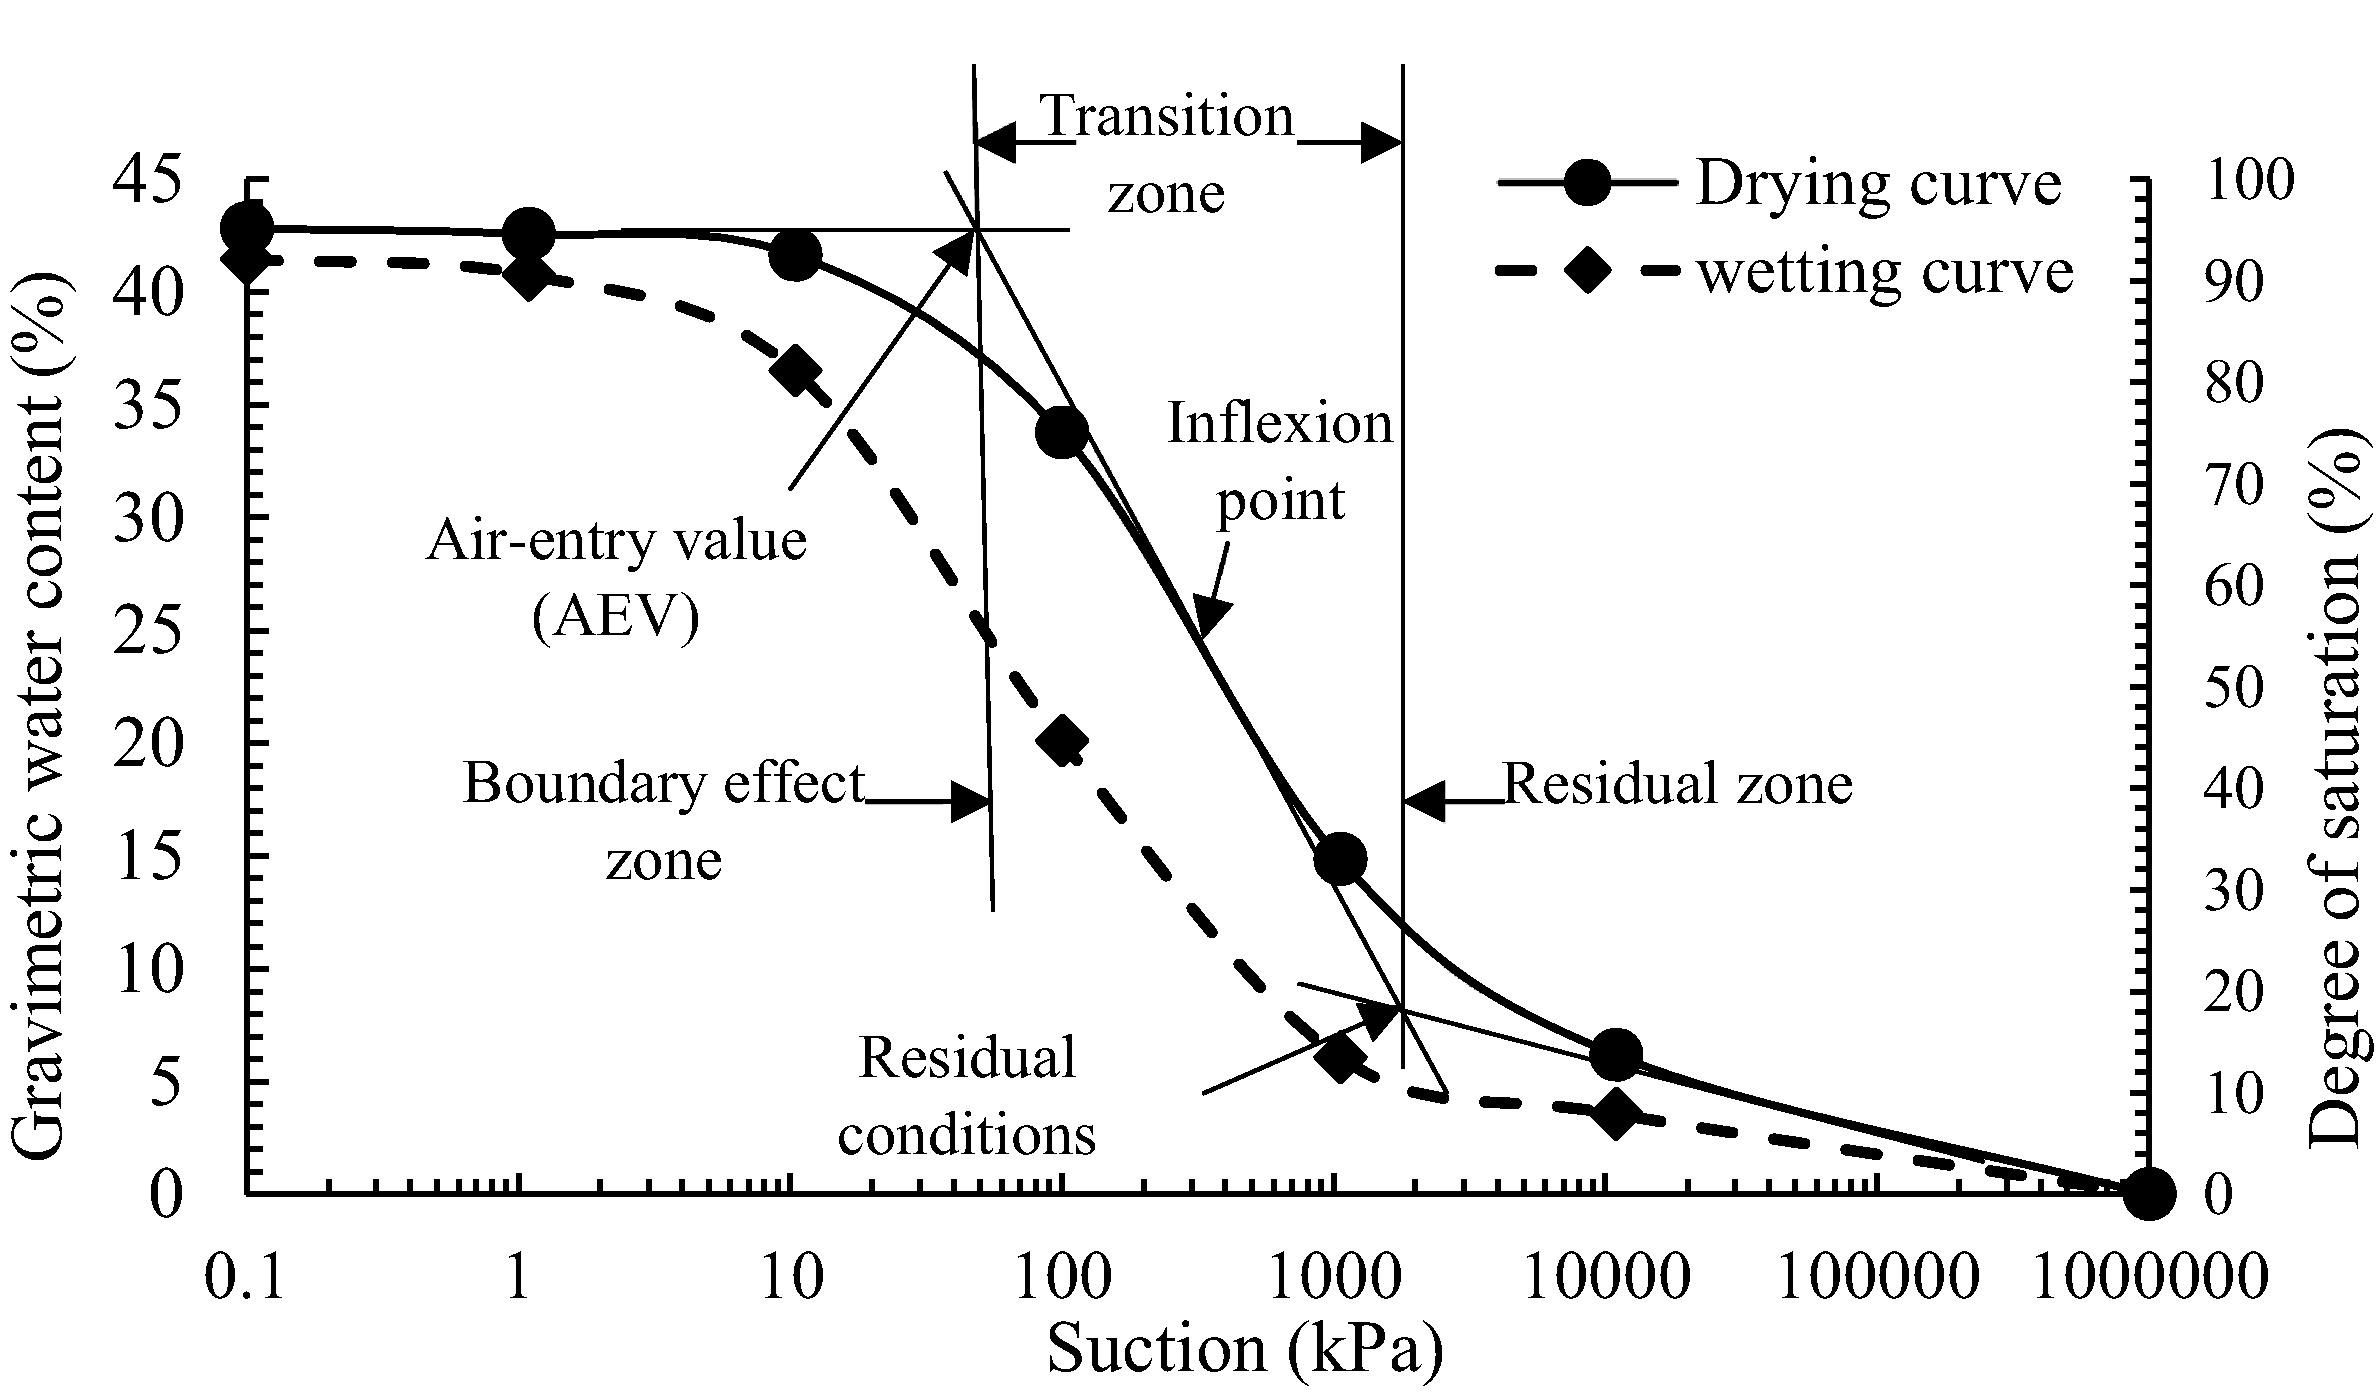 Transition
zone
Drying curve
wetting curve
Inflexion
point
Air-entry value
(AEV)
Boundary effect
zone
Residual zone
Residual
conditions
Gravimetric water content (%)
45
40
35
30
25
20
15
10
5
0
Degree of saturation (%)
100
90
80
70
60
50
40
30
20
10
0
0.1 1 10 100 1000 10000 100000 1000000
Suction (kPa)